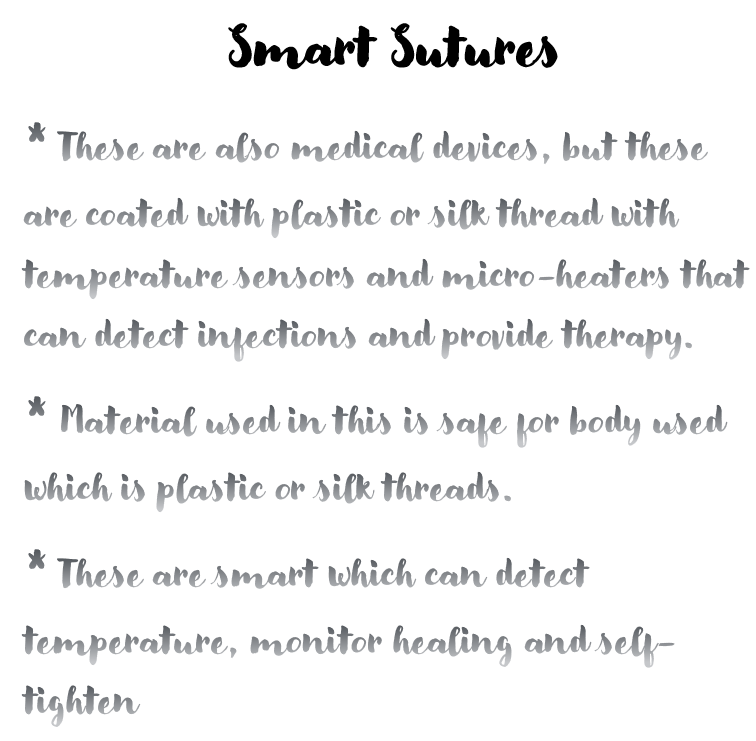 Smart Sutures
* These are also medical devices, but these
are coated with plastic or silk thread with
temperature sensors and micro-heaters that
can detect infections and provide therapy.
* Material used in this is safe for body used
which is plastic or silk threads.
* These are smart which can detect
temperature, monitor healing and self-
tighten